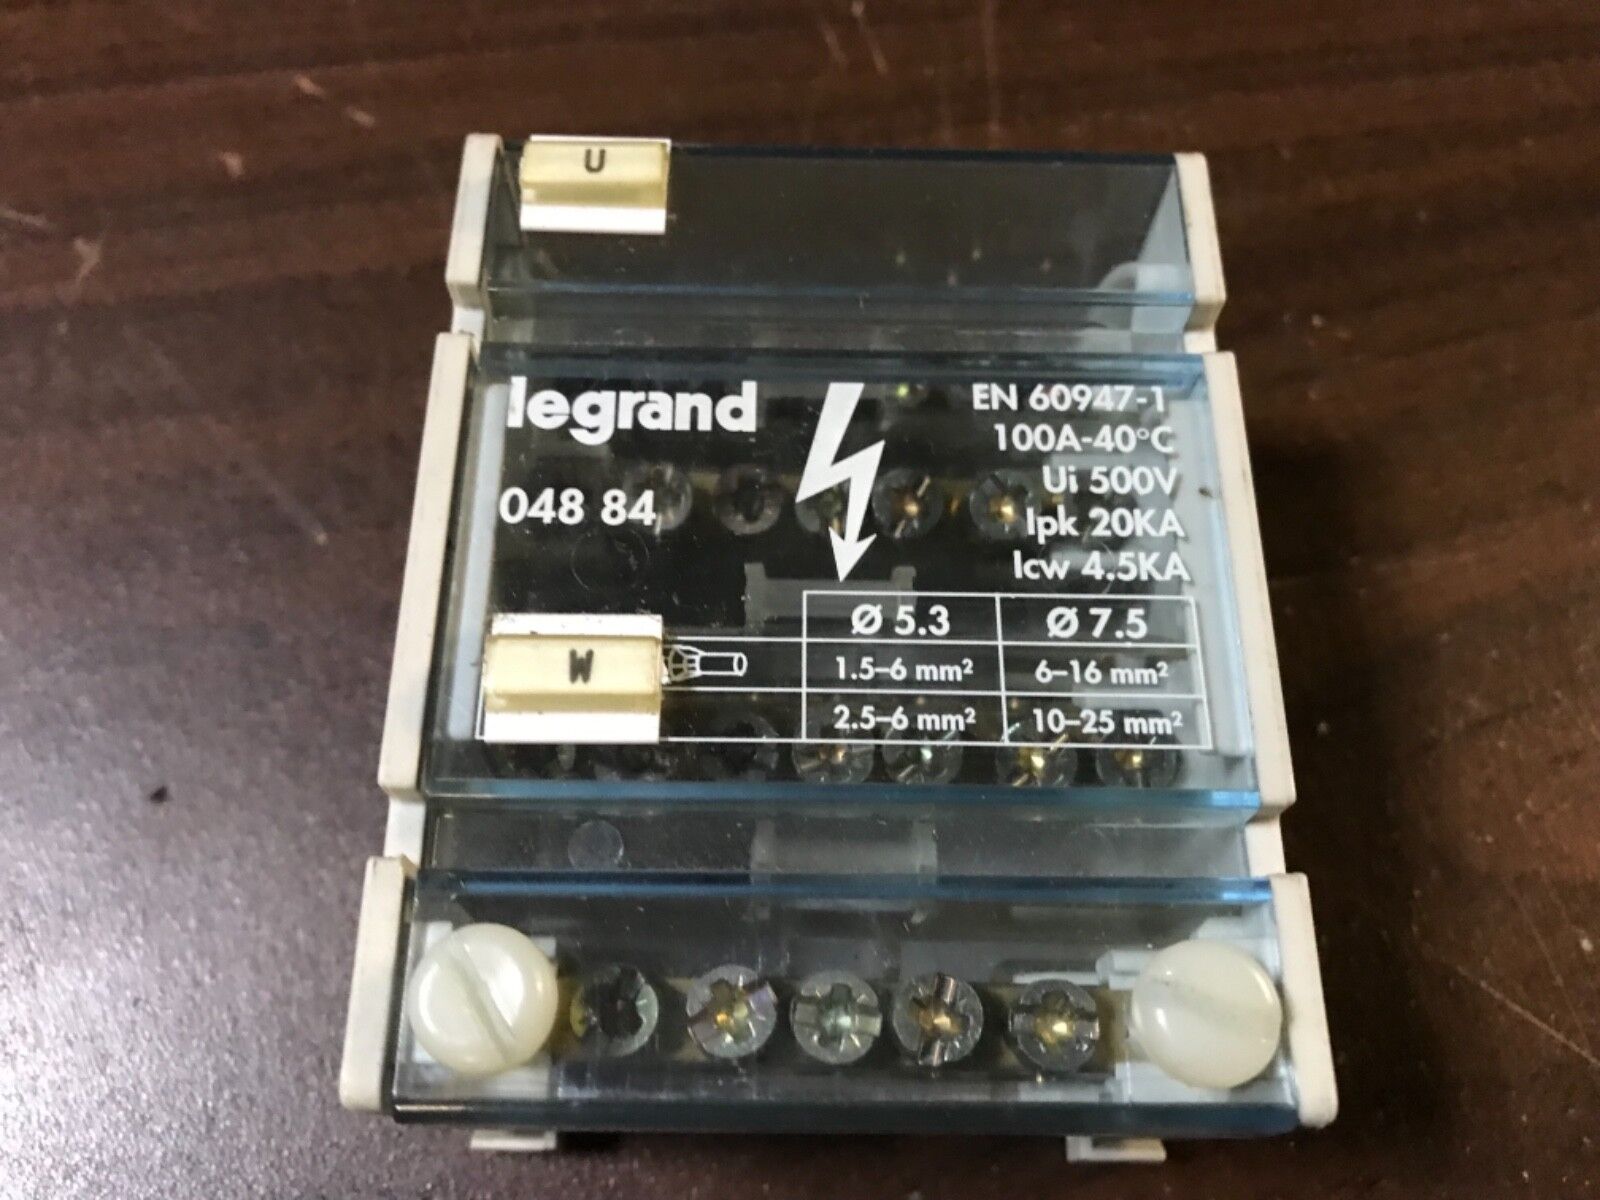 U
legrand
EN 60947-1
100A-40°C
048 84
Ui 500V
Ipk 20KA
Icw 4.5KA
Ø 5.3 Ø 7.5
W
1.5-6 mm² 6-16 mm²
2.5-6 mm² 10-25 mm²